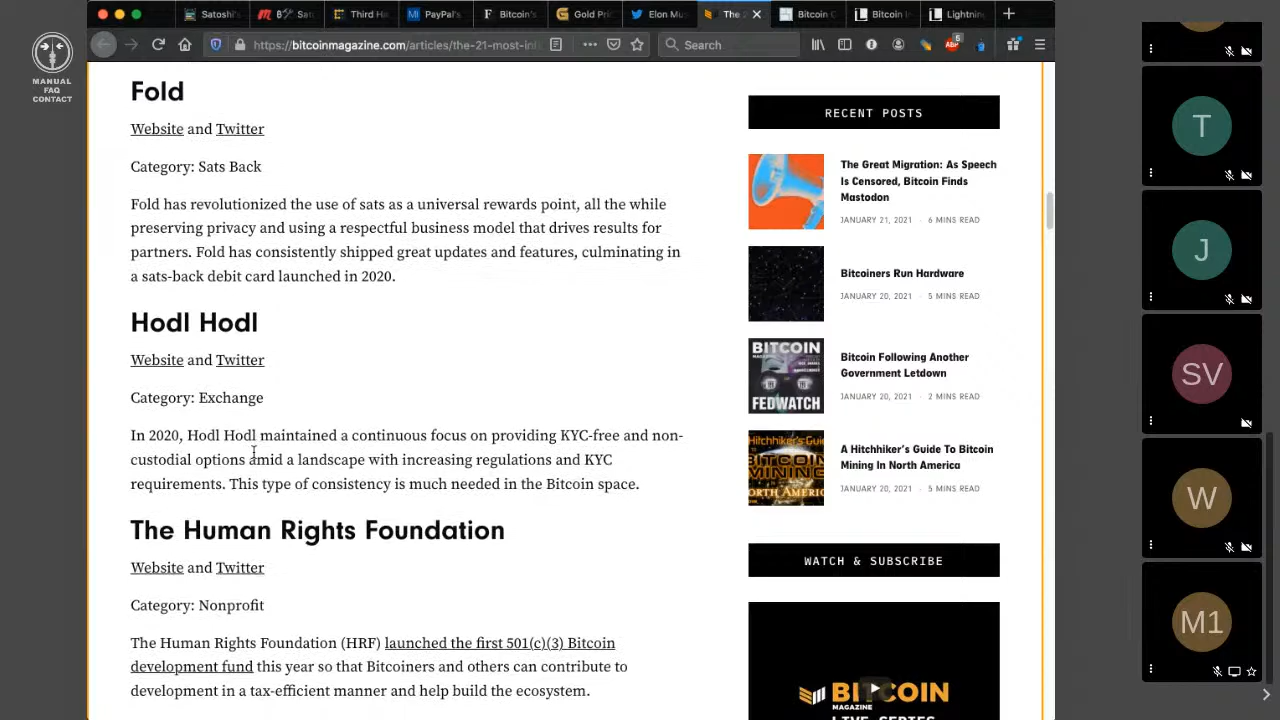 Satoshi's
₿🛠 Sat
Third Ha
PayPal's
Bitcoin's
Gold Pri
Elon Mus
The 2
Bitcoin
Bitcoin
Lightnin
https://bitcoinmagazine.com/articles/the-21-most-inf
Search
ABP
5
MANUAL
FAQ
CONTACT
Fold
Website and Twitter
Category: Sats Back
Fold has revolutionized the use of sats as a universal rewards point, all the while
preserving privacy and using a respectful business model that drives results for
partners. Fold has consistently shipped great updates and features, culminating in
a sats-back debit card launched in 2020.
Hodl Hodl
Website and Twitter
Category: Exchange
In 2020, Hodl Hodl maintained a continuous focus on providing KYC-free and non-
custodial options amid a landscape with increasing regulations and KYC
requirements. This type of consistency is much needed in the Bitcoin space.
The Human Rights Foundation
Website and Twitter
Category: Nonprofit
The Human Rights Foundation (HRF) launched the first 501(c)(3) Bitcoin
development fund this year so that Bitcoiners and others can contribute to
development in a tax-efficient manner and help build the ecosystem.
RECENT POSTS
The Great Migration: As Speech
Is Censored, Bitcoin Finds
Mastodon
JANUARY 21, 2021 · 6 MINS READ
Bitcoiners Run Hardware
JANUARY 20, 2021 · 5 MINS READ
BITCOIN
MAGAZINE
FEDWATCH
Bitcoin Following Another
Government Letdown
JANUARY 20, 2021 · 2 MINS READ
Hitchhiker's Guide
BITCOIN
MINING
NORTH AMERIC
A Hitchhiker's Guide To Bitcoin
Mining In North America
JANUARY 20, 2021 · 5 MINS READ
WATCH & SUBSCRIBE
BITCOIN
MAGAZINE
LIVE SERIES
T
J
SV
W
M1